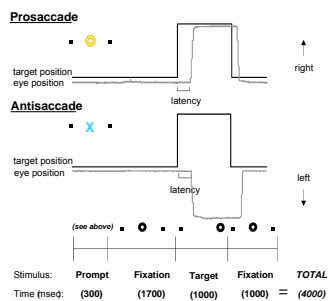 Prosaccade
target position
eye position
right
latency
Antisaccade
X
target position
eye position
left
latency
(see above)
Stimulus: Prompt Fixation Target Fixation TOTAL
Time (msec): (300) (1700) (1000) (1000) = (4000)